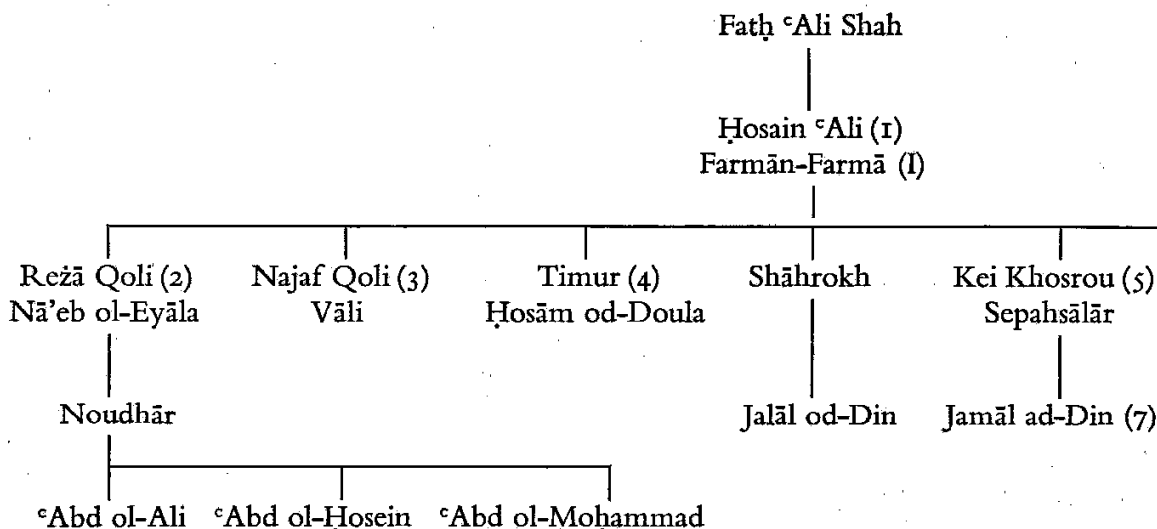 Fatḥ ᶜAli Shah
Ḥosain ᶜAli (1)
Farmān-Farmā (I)
Reżā Qoli (2) Najaf Qoli (3) Timur (4) Shāhrokh Kei Khosrou (5)
Nā'eb ol-Eyāla Vāli Ḥosām od-Doula Sepahsālār
Noudhār Jalāl od-Din Jamāl ad-Din (7)
ᶜAbd ol-Ali ᶜAbd ol-Ḥosein ᶜAbd ol-Moḥammad